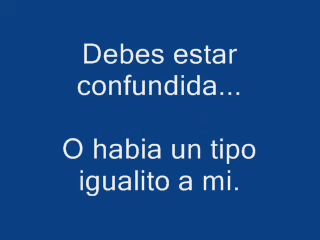 Debes estar
confundida...
O habia un tipo
igualito a mi.